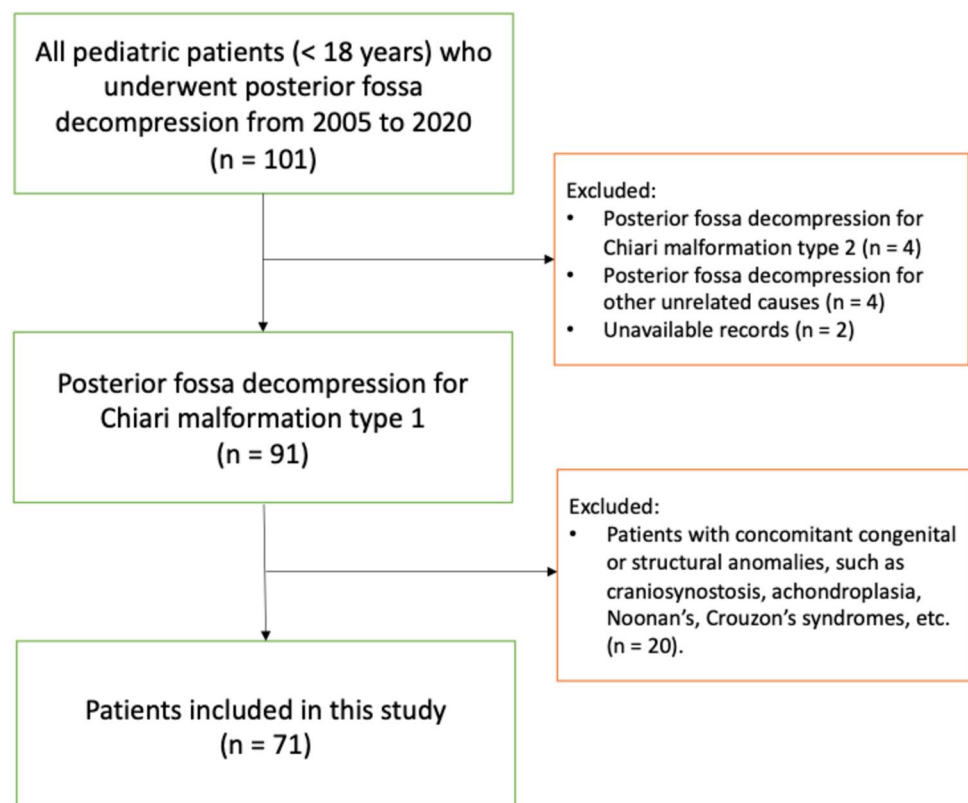 All pediatric patients (< 18 years) who
underwent posterior fossa
decompression from 2005 to 2020
(n = 101)
Excluded:
• Posterior fossa decompression for
Chiari malformation type 2 (n = 4)
• Posterior fossa decompression for
other unrelated causes (n = 4)
• Unavailable records (n = 2)
Posterior fossa decompression for
Chiari malformation type 1
(n = 91)
Excluded:
• Patients with concomitant congenital
or structural anomalies, such as
craniosynostosis, achondroplasia,
Noonan’s, Crouzon’s syndromes, etc.
(n = 20).
Patients included in this study
(n = 71)